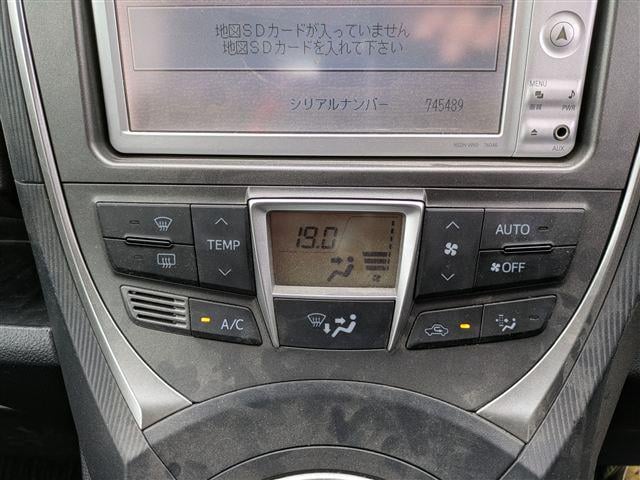 地図SDカードが入っていません
地図SDカードを入れて下さい
シリアルナンバー 745489
MENU
PWR
AUX
19.0
TEMP
AUTO
OFF
A/C